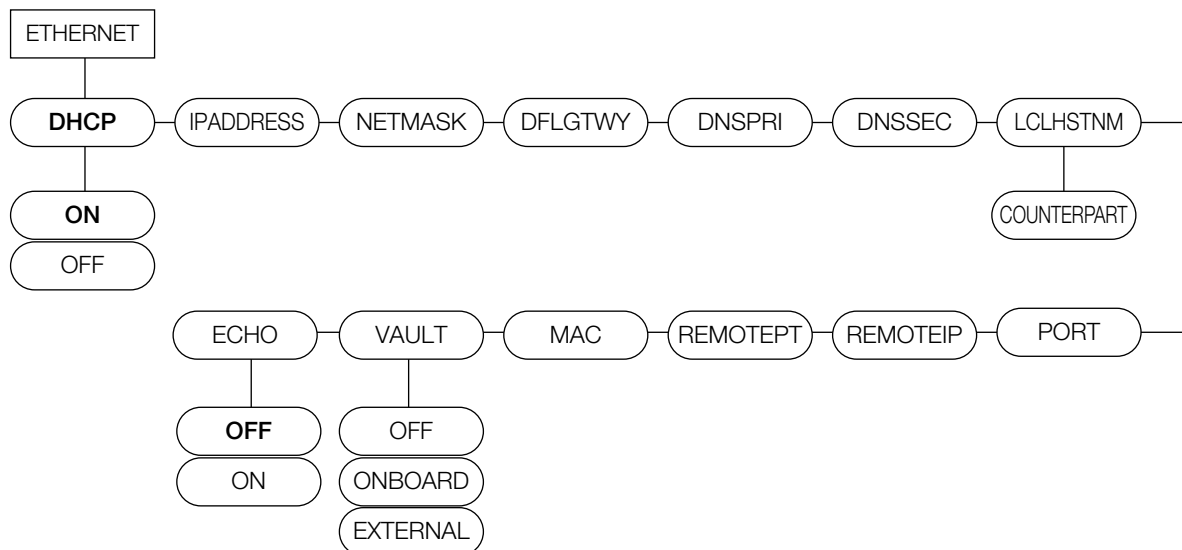 ETHERNET
DHCP IPADDRESS NETMASK DFLGTWY DNSPRI DNSSEC LCLHSTNM
ON COUNTERPART
OFF
ECHO VAULT MAC REMOTEPT REMOTEIP PORT
OFF OFF
ON ONBOARD
EXTERNAL